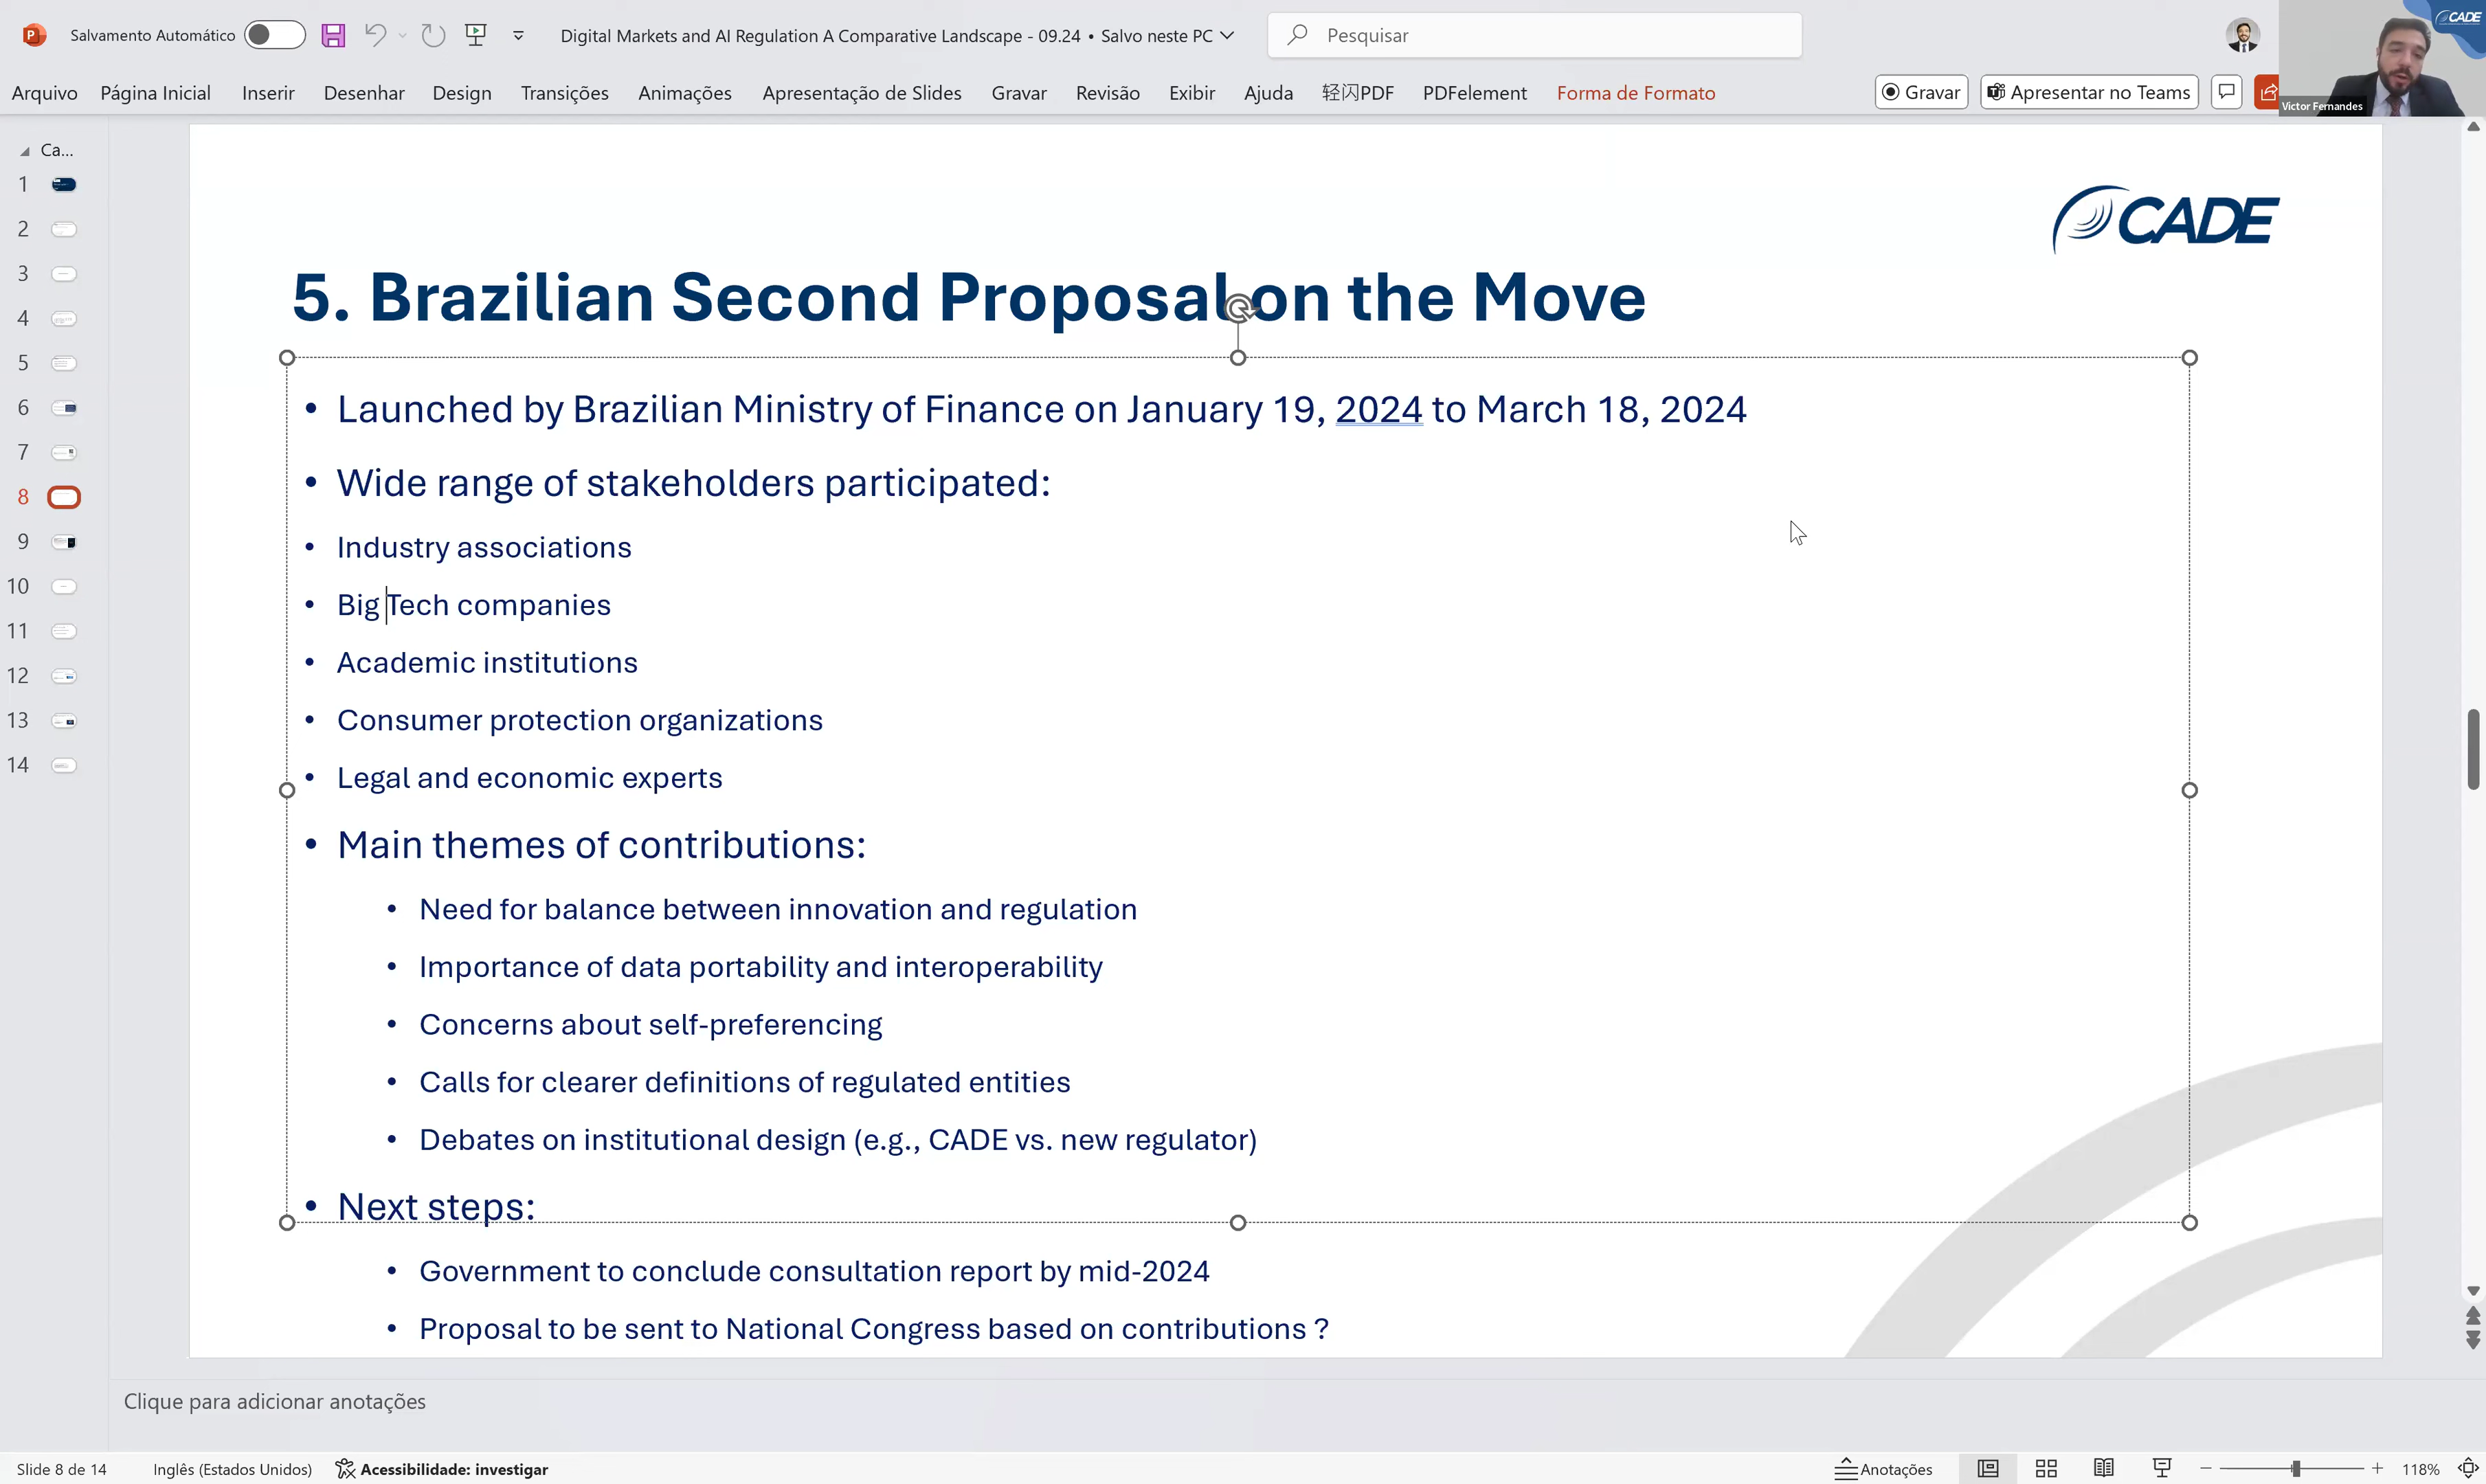 Salvamento Automático
Digital Markets and AI Regulation A Comparative Landscape - 09.24 • Salvo neste PC
Pesquisar
CADE
Arquivo Página Inicial Inserir Desenhar Design Transições Animações Apresentação de Slides Gravar Revisão Exibir Ajuda 轻闪PDF PDFelement Forma de Formato
Gravar
Apresentar no Teams
Victor Fernandes
Ca...
1
2
3
4
5
6
7
8
9
10
11
12
13
14
CADE
5. Brazilian Second Proposal on the Move
• Launched by Brazilian Ministry of Finance on January 19, 2024 to March 18, 2024
• Wide range of stakeholders participated:
• Industry associations
• Big Tech companies
• Academic institutions
• Consumer protection organizations
• Legal and economic experts
• Main themes of contributions:
• Need for balance between innovation and regulation
• Importance of data portability and interoperability
• Concerns about self-preferencing
• Calls for clearer definitions of regulated entities
• Debates on institutional design (e.g., CADE vs. new regulator)
• Next steps:
• Government to conclude consultation report by mid-2024
• Proposal to be sent to National Congress based on contributions ?
Clique para adicionar anotações
Slide 8 de 14
Inglês (Estados Unidos)
Acessibilidade: investigar
Anotações
118%